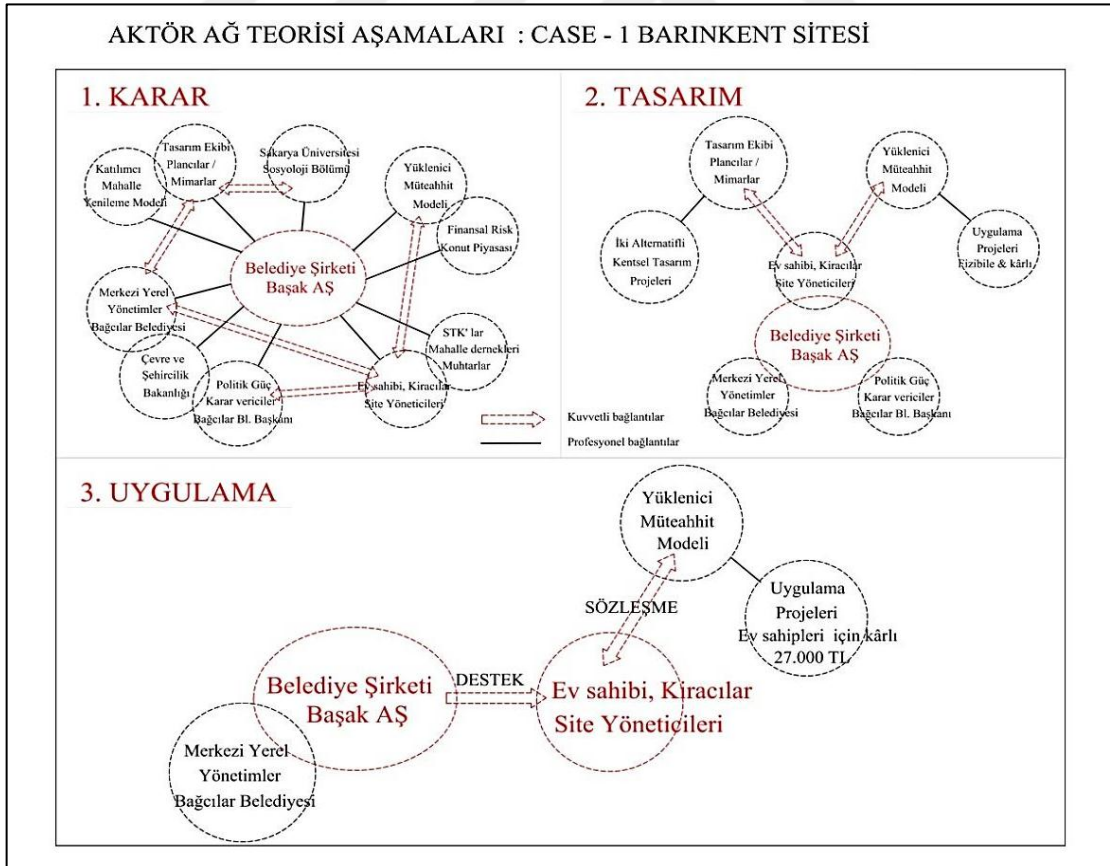 AKTÖR AĞ TEORİSİ AŞAMALARI : CASE - 1 BARINKENT SİTESİ
1. KARAR
Katılımcı
Mahalle
Yenileme Modeli
Tasarım Ekibi
Plancılar /
Mimarlar
Sakarya Üniversitesi
Sosyoloji Bölümü
Yüklenici
Müteahhit
Modeli
Finansal Risk
Konut Piyasası
Belediye Şirketi
Başak AŞ
Merkezi Yerel
Yönetimler
Bağcılar Belediyesi
Çevre ve
Şehircilik
Bakanlığı
Politik Güç
Karar vericiler
Bağcılar Bl. Başkanı
Ev sahibi, Kiracılar
Site Yöneticileri
STK' lar
Mahalle dernekleri
Muhtarlar
Kuvvetli bağlantılar
Profesyonel bağlantılar
2. TASARIM
Tasarım Ekibi
Plancılar /
Mimarlar
Yüklenici
Müteahhit
Modeli
İki Alternatifli
Kentsel Tasarım
Projeleri
Uygulama
Projeleri
Fizibile & kârlı
Ev sahibi, Kiracılar
Site Yöneticileri
Belediye Şirketi
Başak AŞ
Merkezi Yerel
Yönetimler
Bağcılar Belediyesi
Politik Güç
Karar vericiler
Bağcılar Bl. Başkanı
3. UYGULAMA
Yüklenici
Müteahhit
Modeli
SÖZLEŞME
Uygulama
Projeleri
Ev sahipleri için kârlı
27.000 TL
Belediye Şirketi
Başak AŞ
DESTEK
Ev sahibi, Kiracılar
Site Yöneticileri
Merkezi Yerel
Yönetimler
Bağcılar Belediyesi